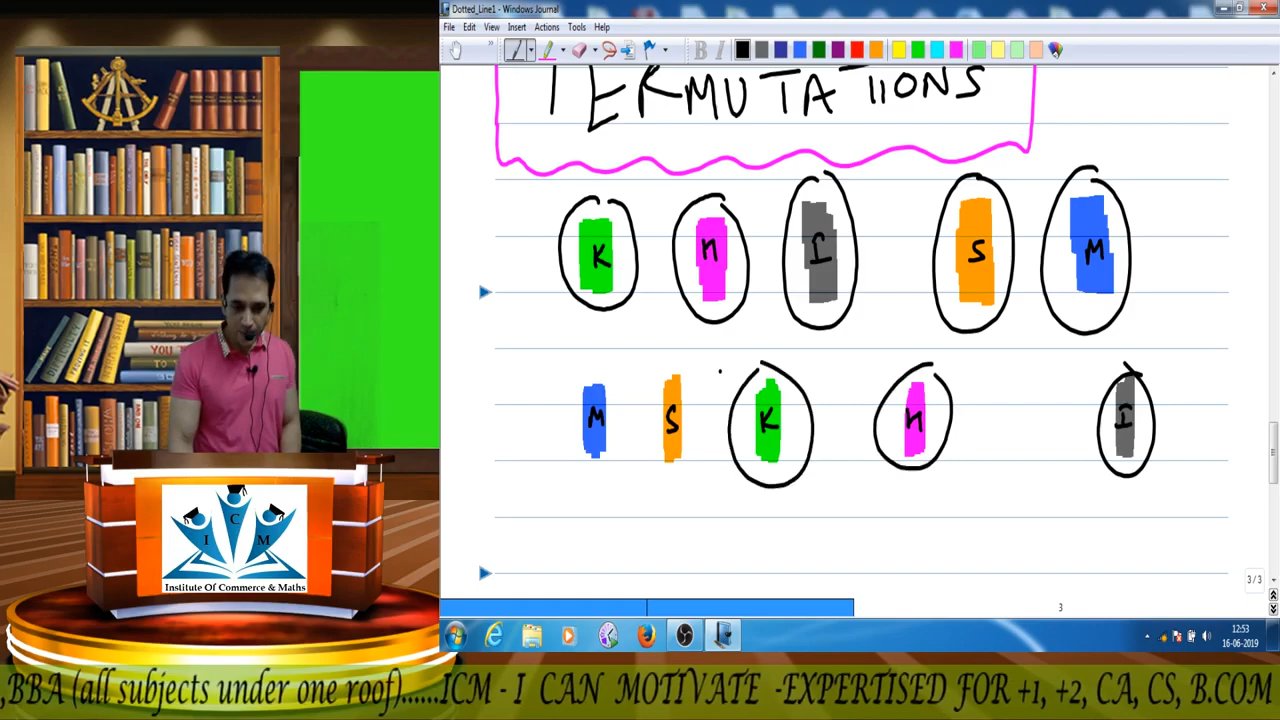 Dotted_Line1 - Windows Journal
File Edit View Insert Actions Tools Help
B I
PERMUTATIONS
K H I S M
M S K H I
3 / 3
3
12:53
16-06-2019
I C M
Institute Of Commerce & Maths
,BBA (all subjects under one roof)......ICM - I CAN MOTIVATE -EXPERTISED FOR +1, +2, CA, CS, B.COM